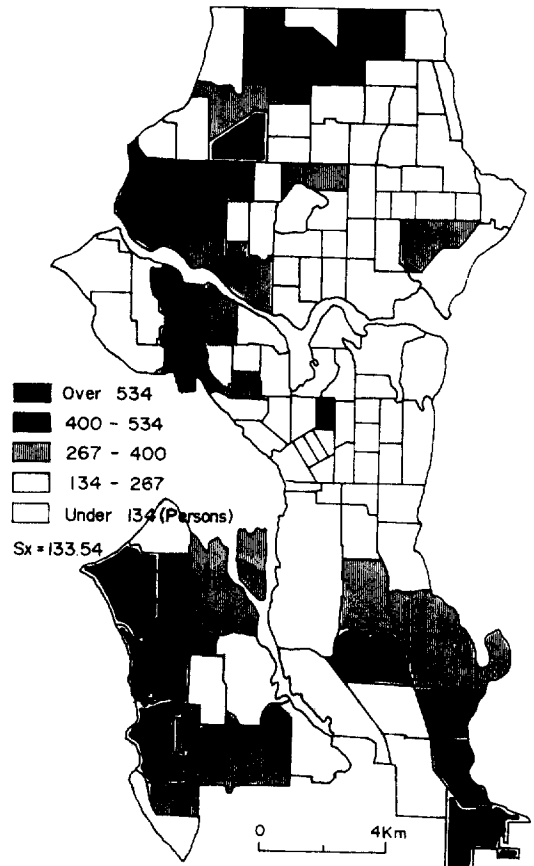 Over 534
400 - 534
267 - 400
134 - 267
Under 134 (Persons)
Sx = 133.54
0 4Km